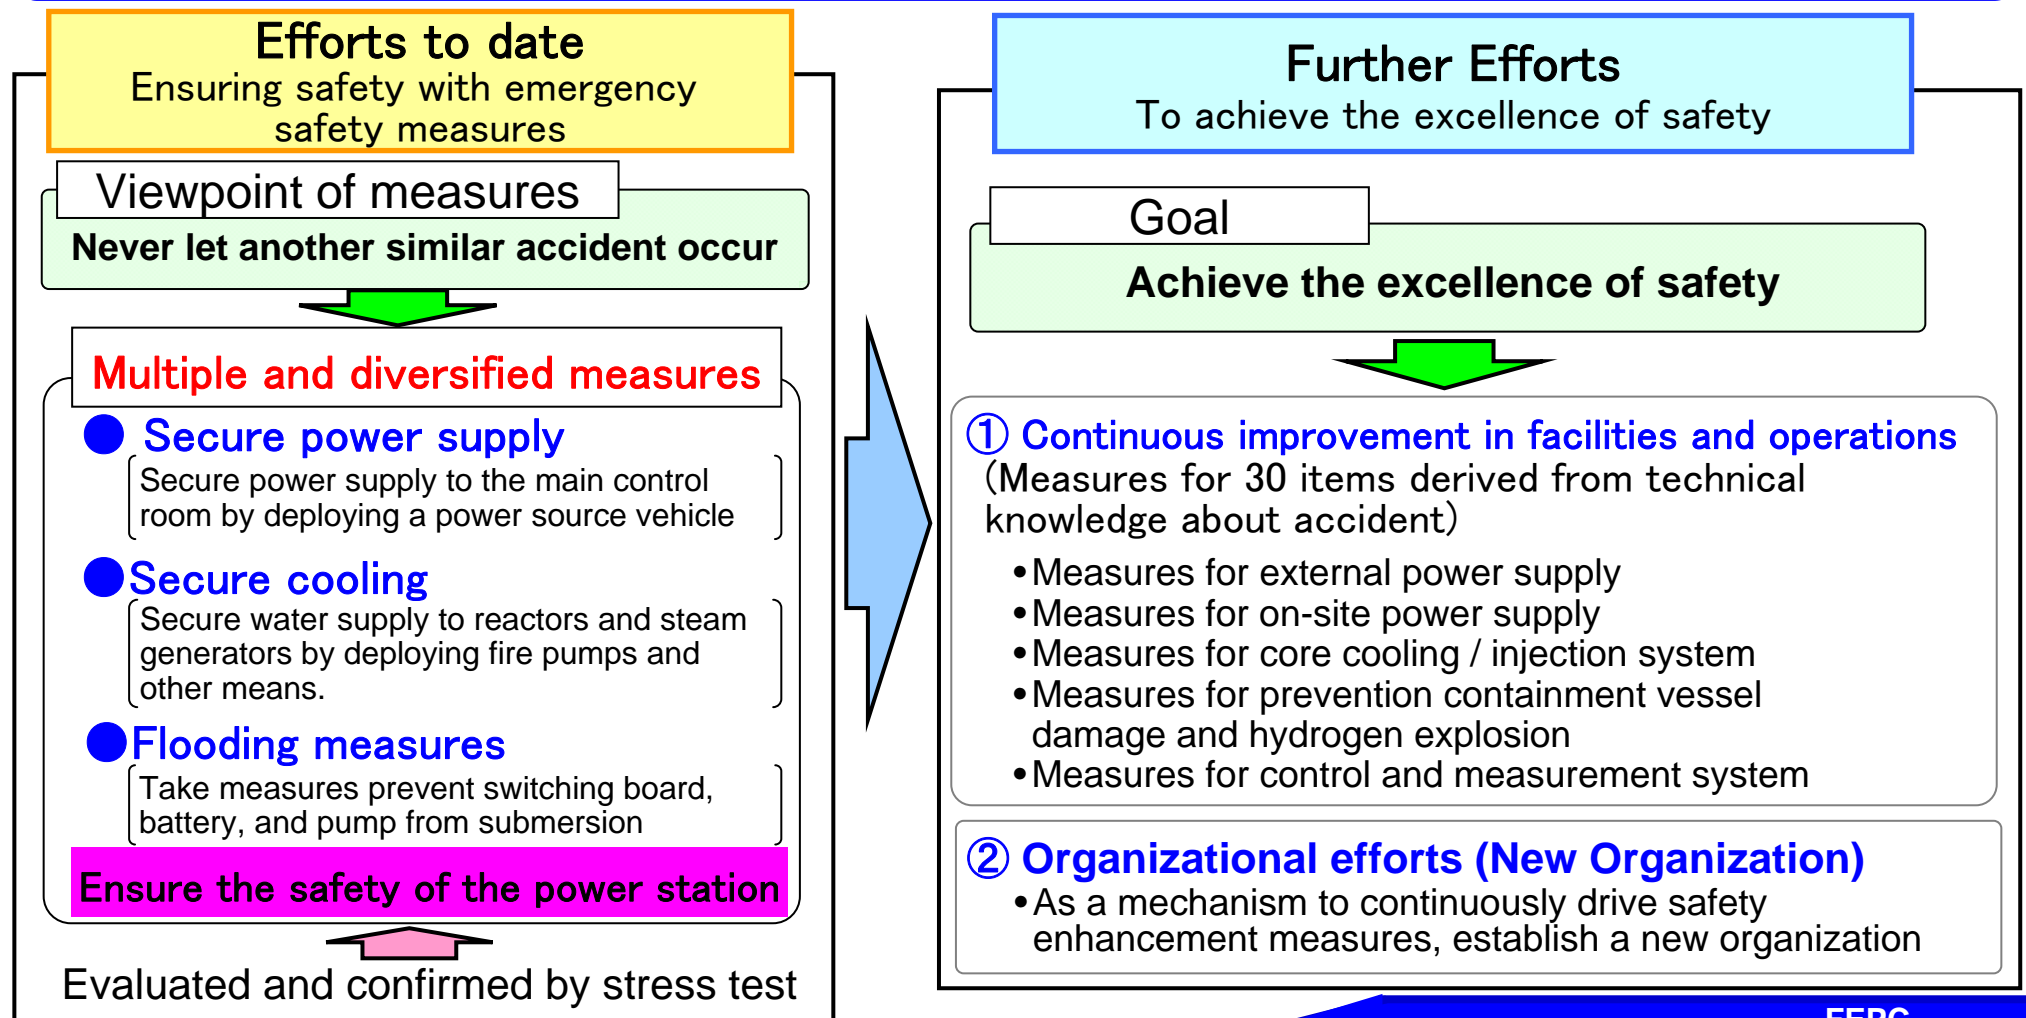 Efforts to date
Ensuring safety with emergency
safety measures
Viewpoint of measures
Never let another similar accident occur
Multiple and diversified measures
● Secure power supply
Secure power supply to the main control
room by deploying a power source vehicle
●Secure cooling
Secure water supply to reactors and steam
generators by deploying fire pumps and
other means.
●Flooding measures
Take measures prevent switching board,
battery, and pump from submersion
Ensure the safety of the power station
Evaluated and confirmed by stress test
Further Efforts
To achieve the excellence of safety
Goal
Achieve the excellence of safety
① Continuous improvement in facilities and operations
(Measures for 30 items derived from technical
knowledge about accident)
•Measures for external power supply
•Measures for on-site power supply
•Measures for core cooling / injection system
•Measures for prevention containment vessel
damage and hydrogen explosion
•Measures for control and measurement system
② Organizational efforts (New Organization)
•As a mechanism to continuously drive safety
enhancement measures, establish a new organization